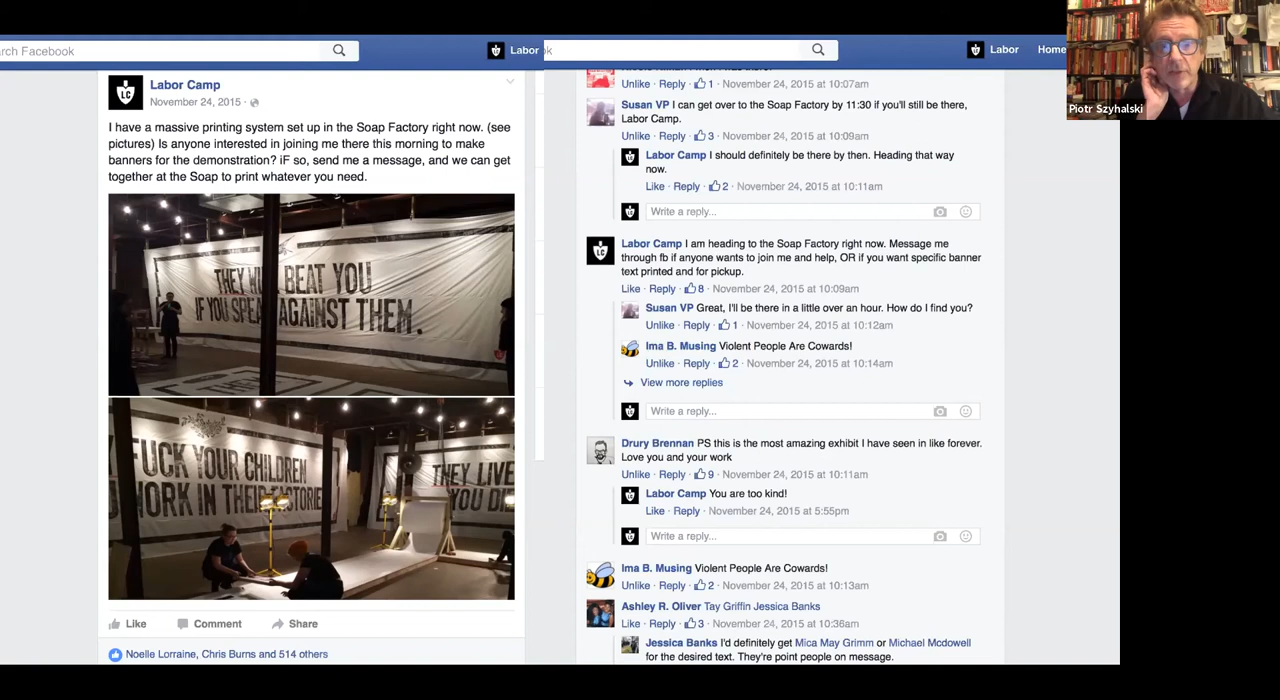 rch Facebook
Labor
Labor Camp
November 24, 2015
I have a massive printing system set up in the Soap Factory right now. (see
pictures) Is anyone interested in joining me there this morning to make
banners for the demonstration? iF so, send me a message, and we can get
together at the Soap to print whatever you need.
THEY WILL BEAT YOU
IF YOU SPEAK AGAINST THEM.
FUCK YOUR CHILDREN
WORK IN THEIR FACTORIE
THEY LIVE
YOU DIE
Like
Comment
Share
Noelle Lorraine, Chris Burns and 514 others
k
Labor
Home
Unlike · Reply · 1 · November 24, 2015 at 10:07am
Susan VP I can get over to the Soap Factory by 11:30 if you'll still be there,
Labor Camp.
Unlike · Reply · 3 · November 24, 2015 at 10:09am
Labor Camp I should definitely be there by then. Heading that way
now.
Like · Reply · 2 · November 24, 2015 at 10:11am
Write a reply...
Labor Camp I am heading to the Soap Factory right now. Message me
through fb if anyone wants to join me and help, OR if you want specific banner
text printed and for pickup.
Like · Reply · 8 · November 24, 2015 at 10:09am
Susan VP Great, I'll be there in a little over an hour. How do I find you?
Unlike · Reply · 1 · November 24, 2015 at 10:12am
Ima B. Musing Violent People Are Cowards!
Unlike · Reply · 2 · November 24, 2015 at 10:14am
View more replies
Write a reply...
Drury Brennan PS this is the most amazing exhibit I have seen in like forever.
Love you and your work
Unlike · Reply · 9 · November 24, 2015 at 10:11am
Labor Camp You are too kind!
Like · Reply · November 24, 2015 at 5:55pm
Write a reply...
Ima B. Musing Violent People Are Cowards!
Unlike · Reply · 2 · November 24, 2015 at 10:13am
Ashley R. Oliver Tay Griffin Jessica Banks
Like · Reply · 3 · November 24, 2015 at 10:36am
Jessica Banks I'd definitely get Mica May Grimm or Michael Mcdowell
for the desired text. They're point people on message.
Piotr Szyhalski
LC